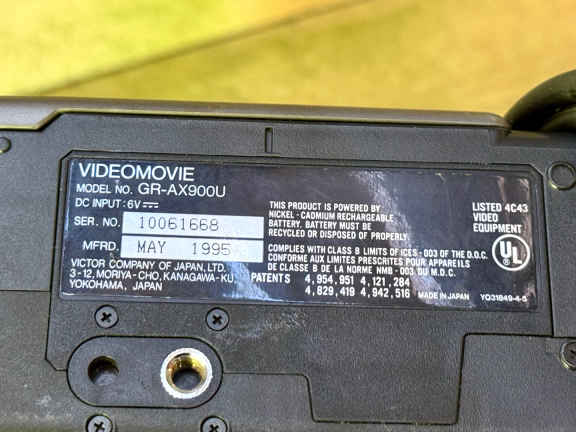 VIDEOMOVIE
MODEL NO. GR-AX900U
DC INPUT: 6V
SER. NO. 10061668
MFRD. MAY 1995
VICTOR COMPANY OF JAPAN, LTD.
3-12, MORIYA-CHO, KANAGAWA-KU,
YOKOHAMA, JAPAN
THIS PRODUCT IS POWERED BY
NICKEL - CADMIUM RECHARGEABLE
BATTERY. BATTERY MUST BE
RECYCLED OR DISPOSED OF PROPERLY.
LISTED 4C43
VIDEO
EQUIPMENT
UL
COMPLIES WITH CLASS B LIMITS OF ICES - 003 OF THE D.O.C.
CONFORME AUX LIMITES PRESCRITES POUR APPAREILS
DE CLASSE B DE LA NORME NMB - 003 DU M.D.C.
PATENTS 4,954,951 4,121,284
4,829,419 4,942,516
MADE IN JAPAN YQ31849-4-5